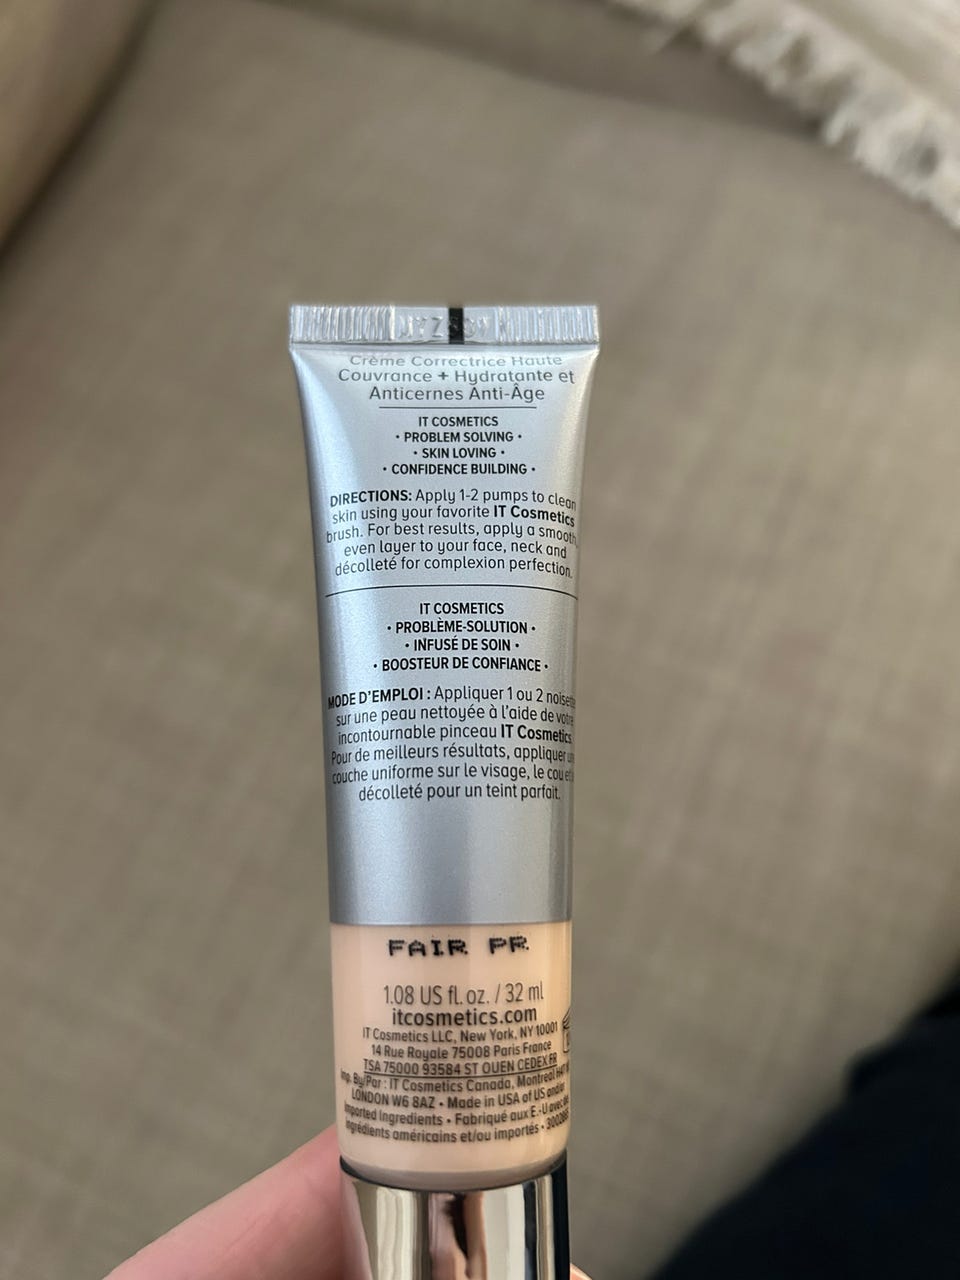 Crème Correctrice Haute
Couvrance + Hydratante et
Anticernes Anti-Âge
IT COSMETICS
• PROBLEM SOLVING •
• SKIN LOVING •
• CONFIDENCE BUILDING •
DIRECTIONS: Apply 1-2 pumps to clean
skin using your favorite IT Cosmetics
brush. For best results, apply a smooth,
even layer to your face, neck and
décolleté for complexion perfection.
IT COSMETICS
• PROBLÈME-SOLUTION •
• INFUSÉ DE SOIN •
• BOOSTEUR DE CONFIANCE •
MODE D'EMPLOI : Appliquer 1 ou 2
sur une peau nettoyée à l'aide de votre
incontournable pinceau IT Cosmetics
Pour de meilleurs résultats, appliquer
couche uniforme sur le visage, le cou et
décolleté pour un teint parfait.
FAIR PR
1.08 US fl. oz. / 32 ml
itcosmetics.com
IT Cosmetics LLC, New York, NY 10001
14 Rue Royale 75008 Paris France
TSA 75000 93584 ST OUEN CEDEX FR
Imp. By/Par : IT Cosmetics Canada, Montreal
LONDON W6 8AZ • Made in USA of US and/or
Imported Ingredients • Fabriqué aux É.-U avec des
ingrédients américains et/ou importés •